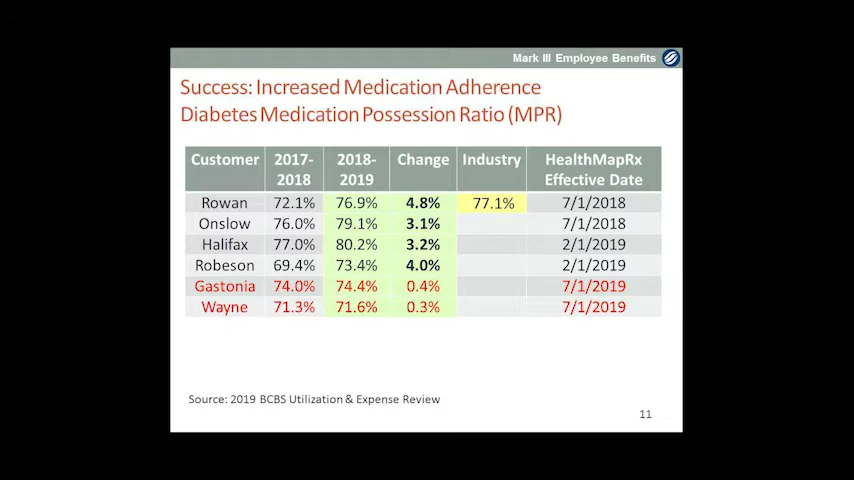 Mark III Employee Benefits
Success: Increased Medication Adherence
Diabetes Medication Possession Ratio (MPR)
Customer 2017-2018 2018-2019 Change Industry HealthMapRx Effective Date
Rowan 72.1% 76.9% 4.8% 77.1% 7/1/2018
Onslow 76.0% 79.1% 3.1% 7/1/2018
Halifax 77.0% 80.2% 3.2% 2/1/2019
Robeson 69.4% 73.4% 4.0% 2/1/2019
Gastonia 74.0% 74.4% 0.4% 7/1/2019
Wayne 71.3% 71.6% 0.3% 7/1/2019
Source: 2019 BCBS Utilization & Expense Review
11